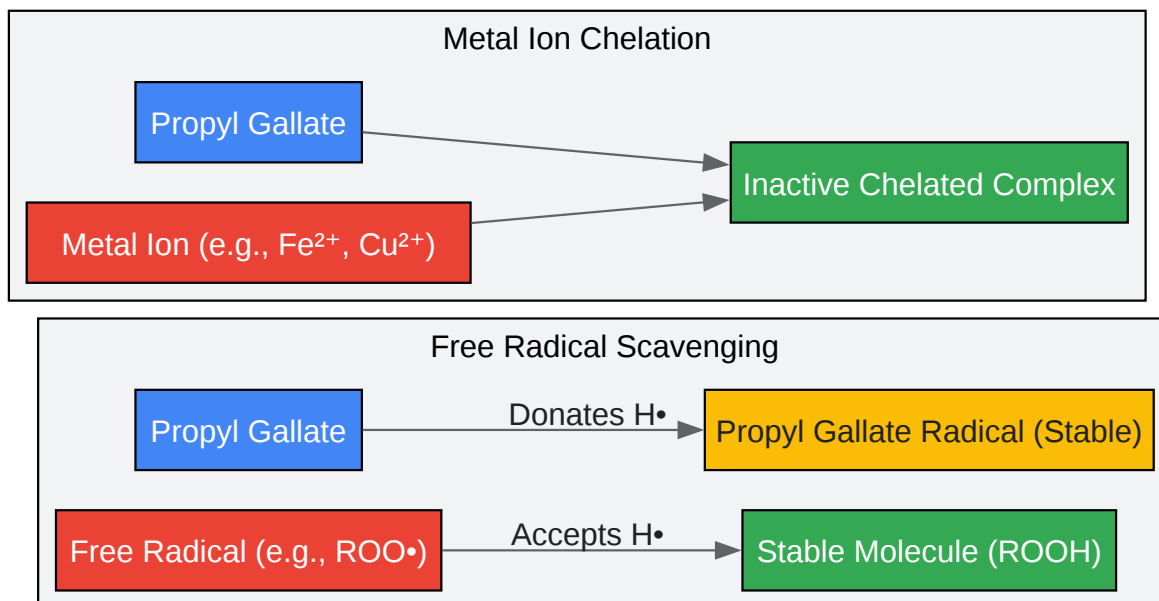 Metal Ion Chelation
Propyl Gallate
Inactive Chelated Complex
Metal Ion (e.g., Fe²⁺, Cu²⁺)
Free Radical Scavenging
Propyl Gallate
Donates H•
Propyl Gallate Radical (Stable)
Free Radical (e.g., ROO•)
Accepts H•
Stable Molecule (ROOH)